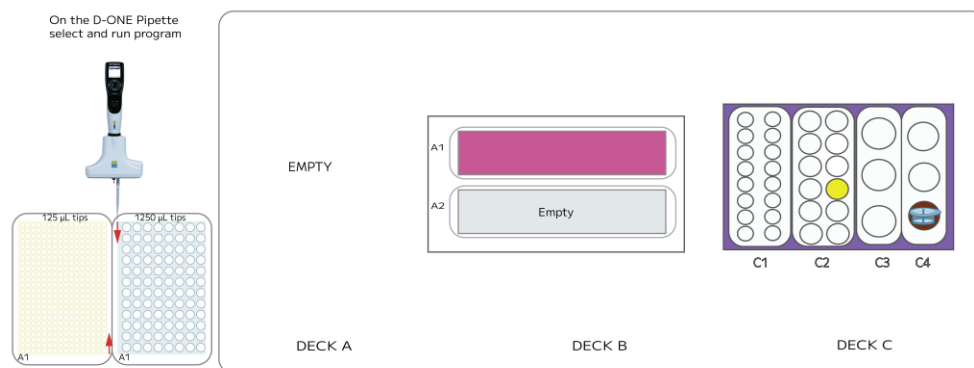 On the D-ONE Pipette
select and run program
125 µL tips
1250 µL tips
A1
A1
EMPTY
A1
A2
Empty
C1
C2
C3
C4
DECK A
DECK B
DECK C